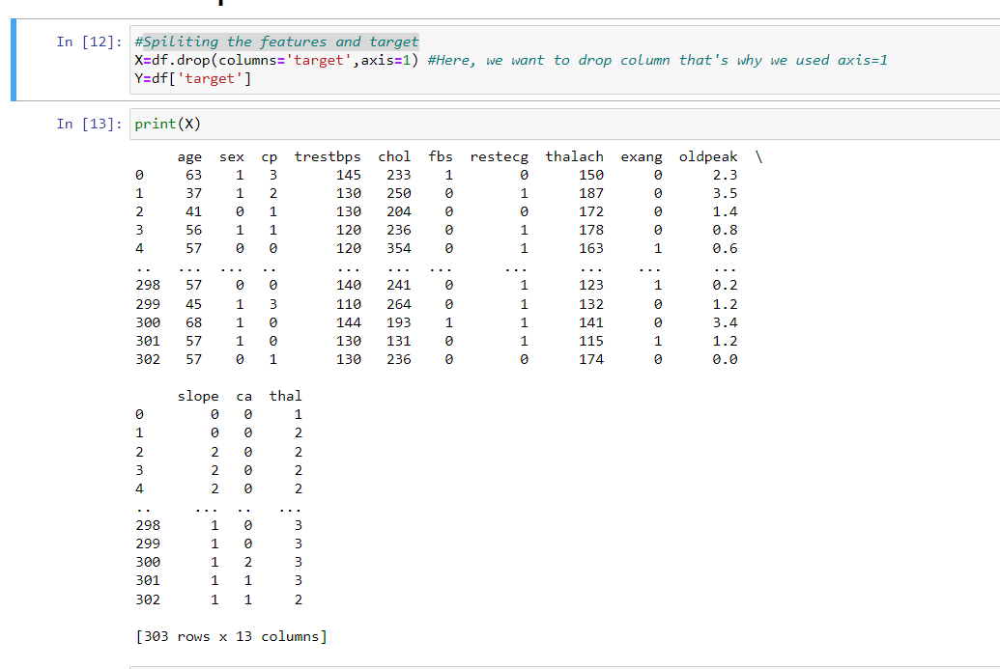 In [12]: #Spiliting the features and target
X=df.drop(columns='target',axis=1) #Here, we want to drop column that's why we used axis=1
Y=df['target']
In [13]: print(X)
     age  sex  cp  trestbps  chol  fbs  restecg  thalach  exang  oldpeak  \
0     63    1   3       145   233    1        0      150      0      2.3
1     37    1   2       130   250    0        1      187      0      3.5
2     41    0   1       130   204    0        0      172      0      1.4
3     56    1   1       120   236    0        1      178      0      0.8
4     57    0   0       120   354    0        1      163      1      0.6
..   ...  ...  ..       ...   ...  ...      ...      ...    ...      ...
298   57    0   0       140   241    0        1      123      1      0.2
299   45    1   3       110   264    0        1      132      0      1.2
300   68    1   0       144   193    1        1      141      0      3.4
301   57    1   0       130   131    0        1      115      1      1.2
302   57    0   1       130   236    0        0      174      0      0.0
     slope  ca  thal
0        0   0     1
1        0   0     2
2        2   0     2
3        2   0     2
4        2   0     2
..     ...  ..   ...
298      1   0     3
299      1   0     3
300      1   2     3
301      1   1     3
302      1   1     2
[303 rows x 13 columns]